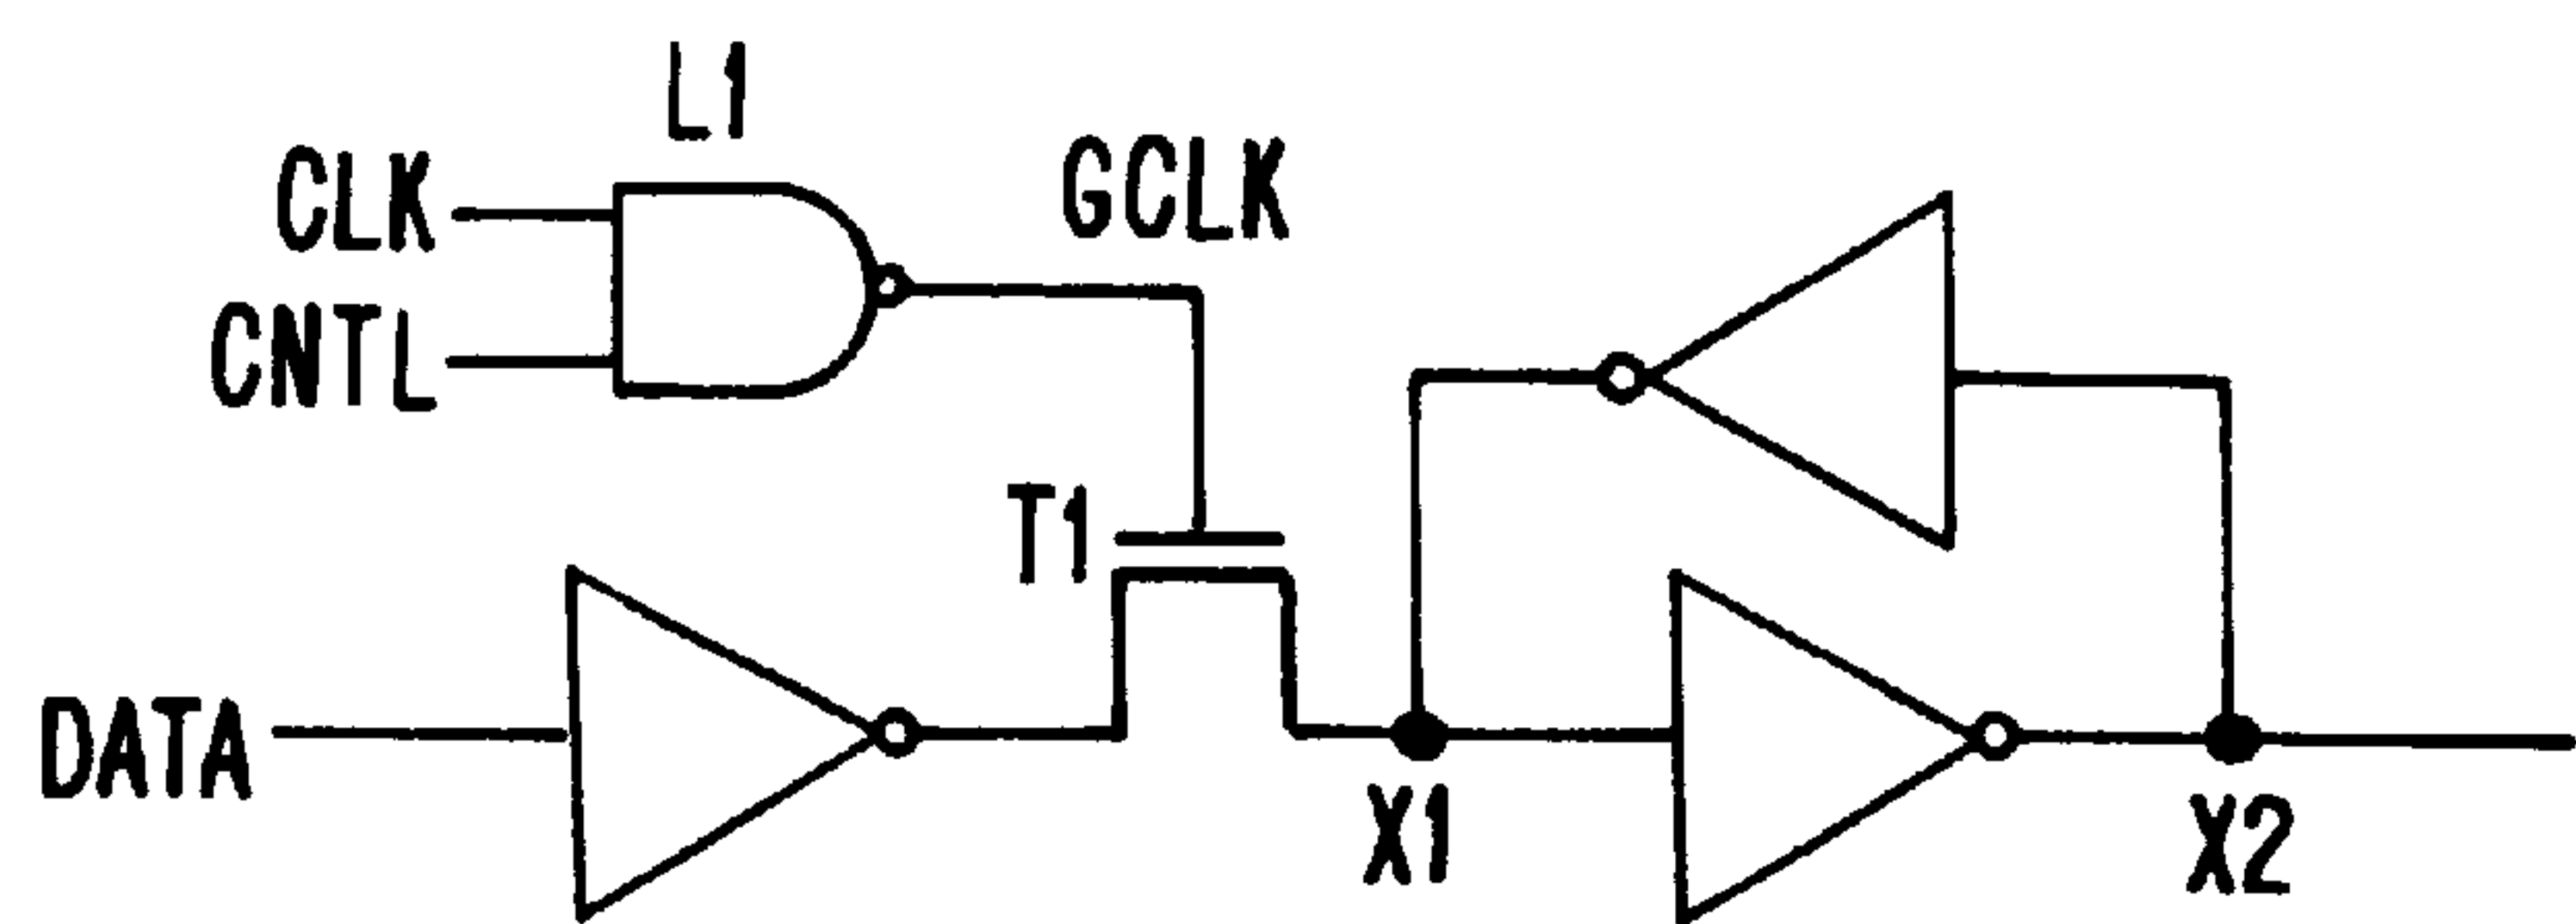 L1
CLK
GCLK
CNTL
T1
DATA
X1
X2